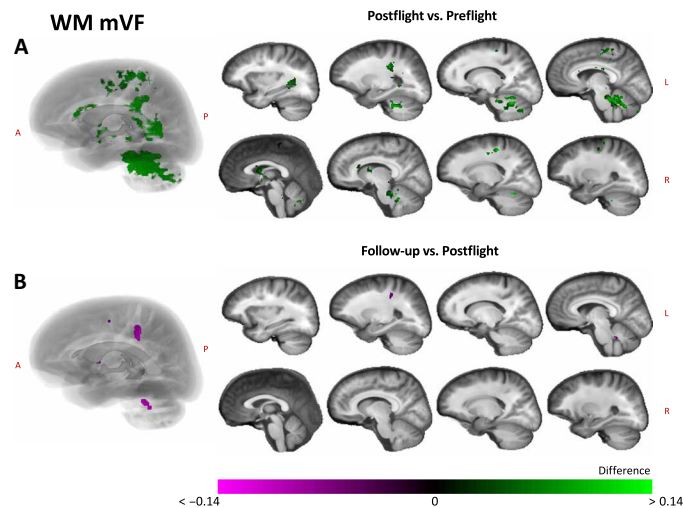 WM mVF
Postflight vs. Preflight
A
A
P
L
R
Follow-up vs. Postflight
B
A
P
L
R
Difference
< −0.14
0
> 0.14